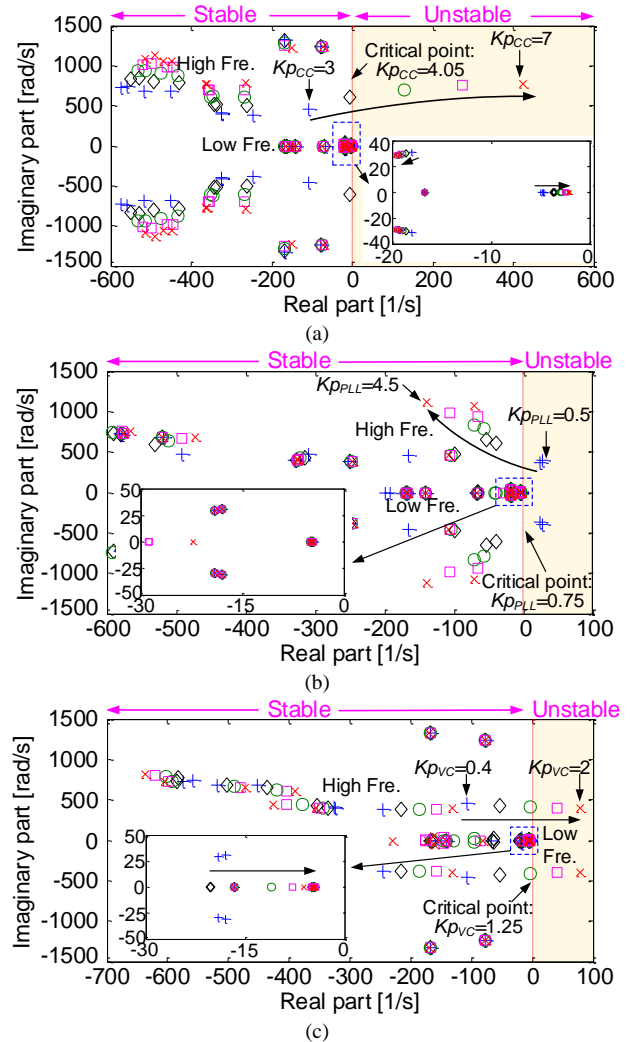 Stable Unstable
1500
1000
500
0
-500
-1000
-1500
High Fre.
Kp_CC=3
Critical point:
Kp_CC=4.05
Kp_CC=7
Low Fre.
40
20
0
-20
-40
-20 -10 0
-600 -400 -200 0 200 400 600
Imaginary part [rad/s]
Real part [1/s]
(a)
Stable Unstable
1500
1000
500
0
-500
-1000
-1500
Kp_PLL=4.5
Kp_PLL=0.5
High Fre.
Low Fre.
50
25
0
-25
-50
-30 -15 0
Critical point:
Kp_PLL=0.75
-600 -500 -400 -300 -200 -100 0 100
Imaginary part [rad/s]
Real part [1/s]
(b)
Stable Unstable
1500
1000
500
0
-500
-1000
-1500
High Fre.
Kp_VC=0.4
Kp_VC=2
Low
Fre.
50
25
0
-25
-50
-30 -15 0
Critical point:
Kp_VC=1.25
-700 -600 -500 -400 -300 -200 -100 0 100
Imaginary part [rad/s]
Real part [1/s]
(c)